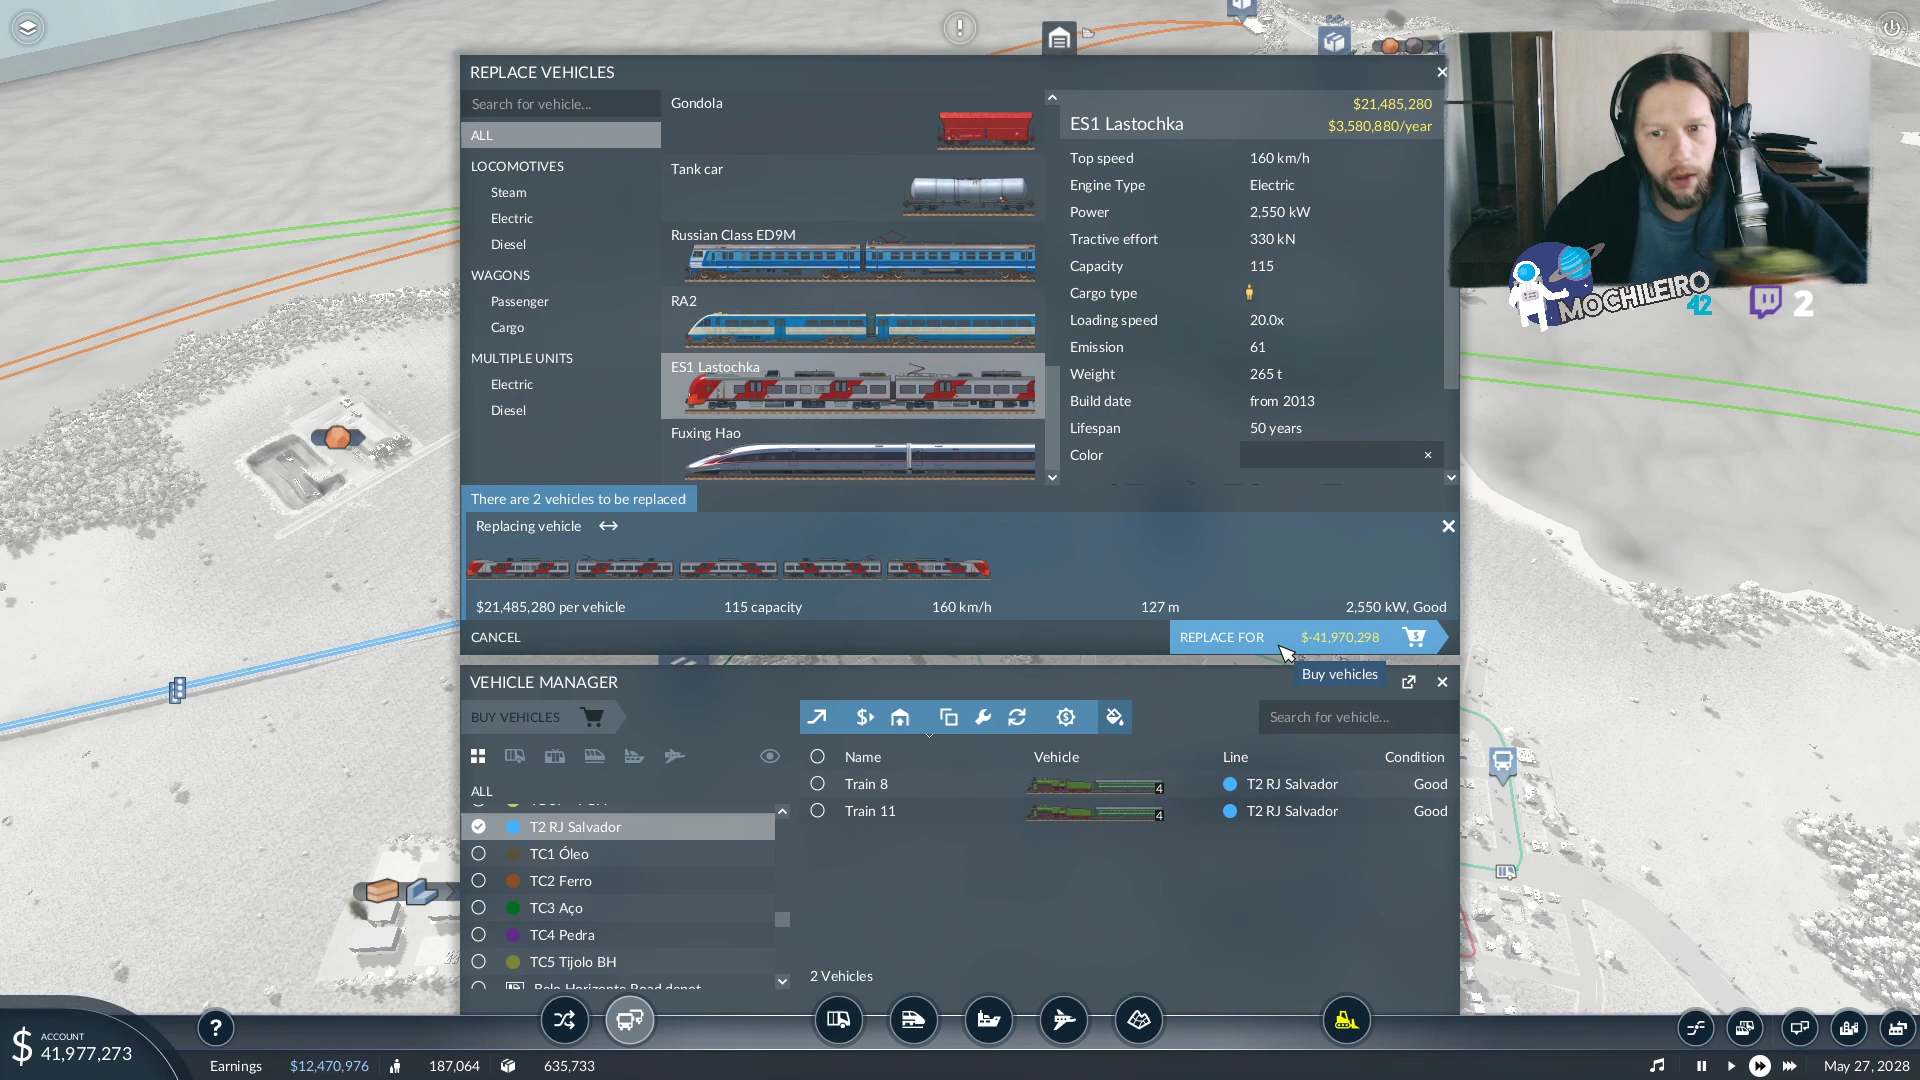 REPLACE VEHICLES
Search for vehicle...
ALL
LOCOMOTIVES
Steam
Electric
Diesel
WAGONS
Passenger
Cargo
MULTIPLE UNITS
Electric
Diesel
Gondola
Tank car
Russian Class ED9M
RA2
ES1 Lastochka
Fuxing Hao
$21,485,280
ES1 Lastochka
$3,580,880/year
Top speed 160 km/h
Engine Type Electric
Power 2,550 kW
Tractive effort 330 kN
Capacity 115
Cargo type
Loading speed 20.0x
Emission 61
Weight 265 t
Build date from 2013
Lifespan 50 years
Color
MOCHILEIRO
42
2
There are 2 vehicles to be replaced
Replacing vehicle
$21,485,280 per vehicle 115 capacity 160 km/h 127 m 2,550 kW, Good
CANCEL
REPLACE FOR $-41,970,298
Buy vehicles
VEHICLE MANAGER
BUY VEHICLES
Search for vehicle...
ALL
T2 RJ Salvador
TC1 Óleo
TC2 Ferro
TC3 Aço
TC4 Pedra
TC5 Tijolo BH
Belo Horizonte Road depot
Name Vehicle Line Condition
Train 8 4 T2 RJ Salvador Good
Train 11 4 T2 RJ Salvador Good
2 Vehicles
?
$ ACCOUNT
41,977,273
Earnings $12,470,976 187,064 635,733
May 27, 2028